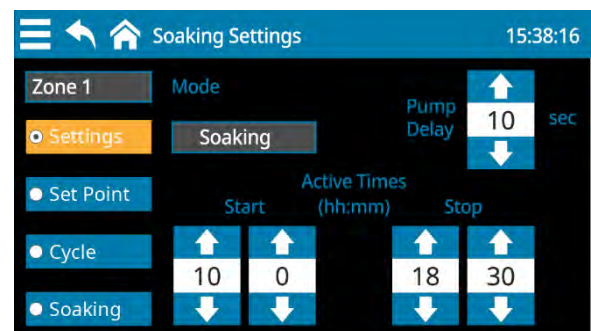 Soaking Settings 15:38:16
Zone 1 Mode
Pump Delay 10 sec
Settings Soaking
Active Times
Set Point Start (hh:mm) Stop
Cycle
10 0 18 30
Soaking